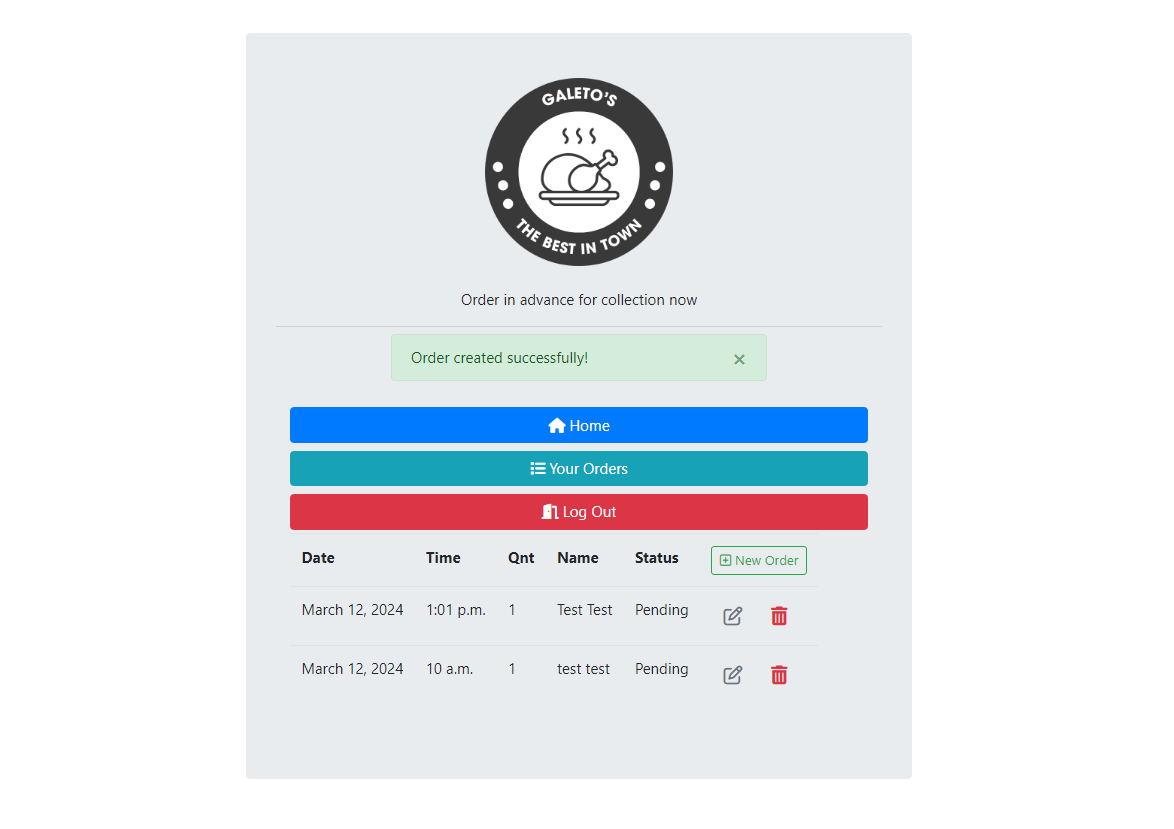 GALETO'S
THE BEST IN TOWN
Order in advance for collection now
Order created successfully! ×
Home
Your Orders
Log Out
Date Time Qnt Name Status New Order
March 12, 2024 1:01 p.m. 1 Test Test Pending
March 12, 2024 10 a.m. 1 test test Pending